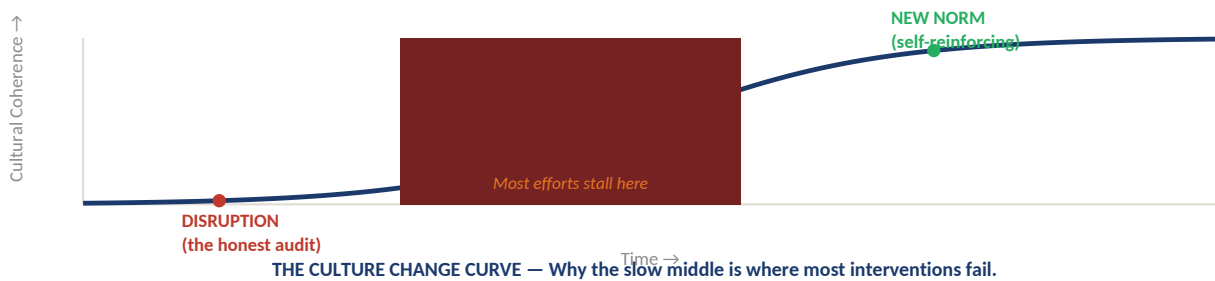 Cultural Coherence →
NEW NORM
(self-reinforcing)
Most efforts stall here
DISRUPTION
(the honest audit)
Time →
THE CULTURE CHANGE CURVE — Why the slow middle is where most interventions fail.